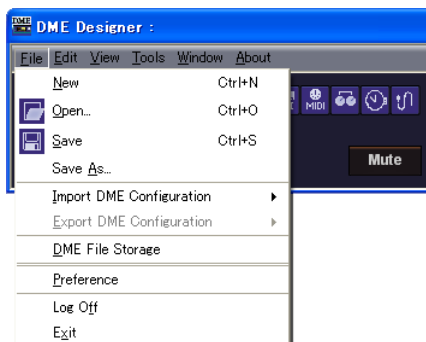 DME Designer :
File Edit View Tools Window About
New Ctrl+N
Open... Ctrl+O
Save Ctrl+S
Save As...
Import DME Configuration
Export DME Configuration
DME File Storage
Preference
Log Off
Exit
MIDI
Mute